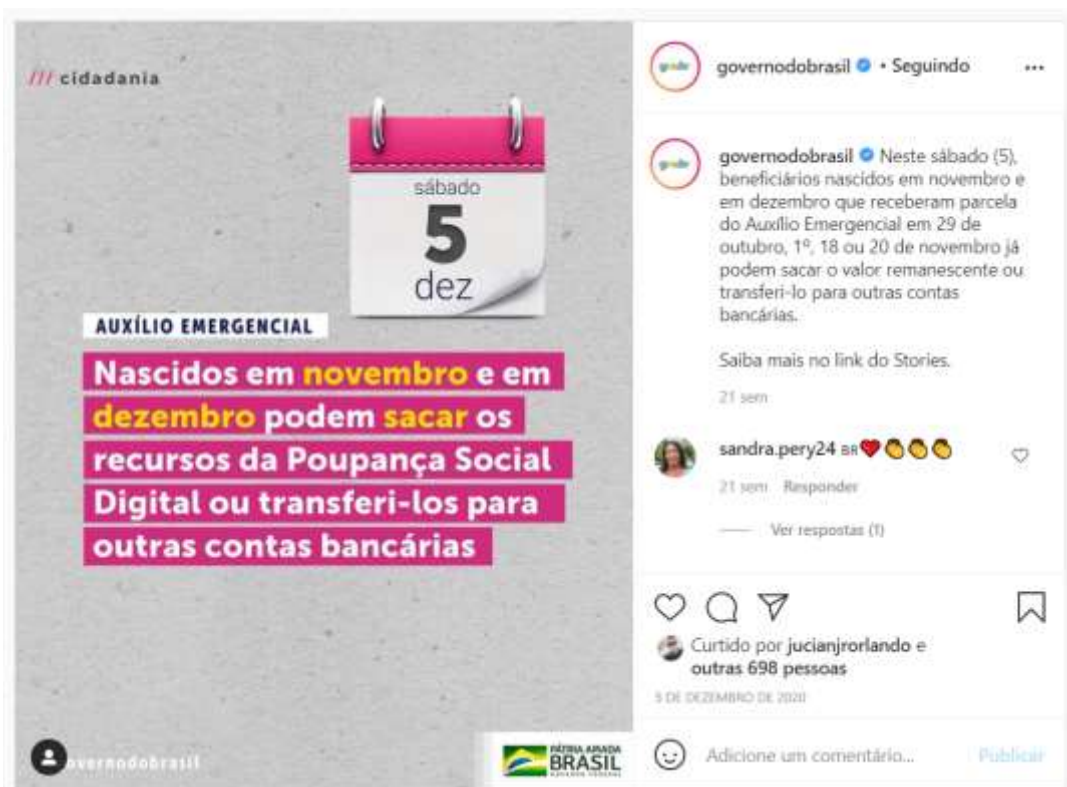 /// cidadania
sábado
5
dez
AUXÍLIO EMERGENCIAL
Nascidos em novembro e em
dezembro podem sacar os
recursos da Poupança Social
Digital ou transferi-los para
outras contas bancárias
governodobrasil
PÁTRIA AMADA
BRASIL
GOVERNO FEDERAL
governodobrasil • Seguindo
governodobrasil Neste sábado (5),
beneficiários nascidos em novembro e
em dezembro que receberam parcela
do Auxílio Emergencial em 29 de
outubro, 1º, 18 ou 20 de novembro já
podem sacar o valor remanescente ou
transferi-lo para outras contas
bancárias.
Saiba mais no link do Stories.
21 sem
sandra.pery24 BR❤️👏👏👏
21 sem Responder
Ver respostas (1)
Curtido por jucianjrorlando e
outras 698 pessoas
5 DE DEZEMBRO DE 2020
Adicione um comentário... Publicar